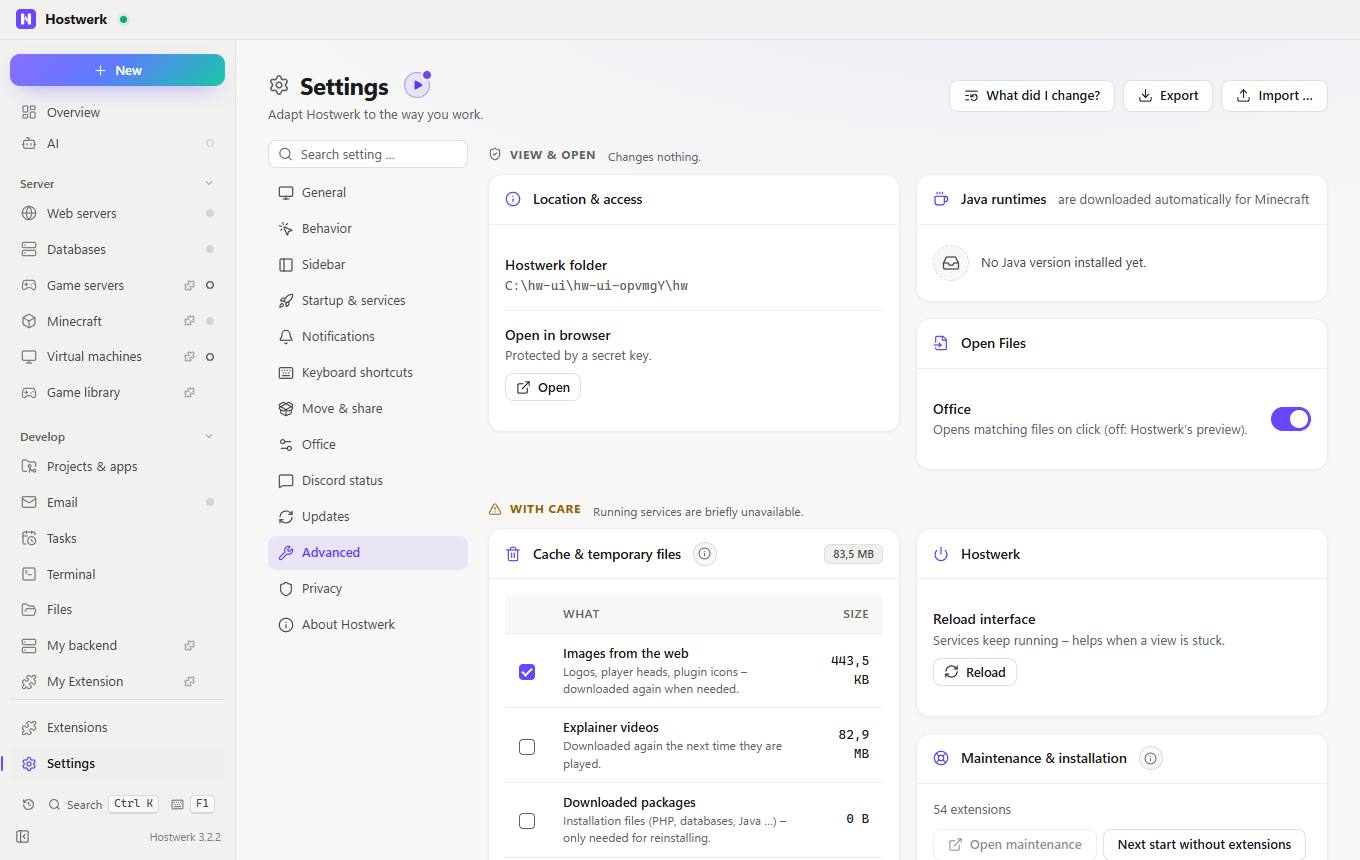 Hostwerk
New
Overview
AI
Server
Web servers
Databases
Game servers
Minecraft
Virtual machines
Game library
Develop
Projects & apps
Email
Tasks
Terminal
Files
My backend
My Extension
Extensions
Settings
Search Ctrl K F1
Hostwerk 3.2.2
Settings
Adapt Hostwerk to the way you work.
What did I change?
Export
Import ...
Search setting ...
General
Behavior
Sidebar
Startup & services
Notifications
Keyboard shortcuts
Move & share
Office
Discord status
Updates
Advanced
Privacy
About Hostwerk
VIEW & OPEN Changes nothing.
Location & access
Hostwerk folder
C:\hw-ui\hw-ui-opvmgY\hw
Open in browser
Protected by a secret key.
Open
Java runtimes are downloaded automatically for Minecraft
No Java version installed yet.
Open Files
Office
Opens matching files on click (off: Hostwerk's preview).
WITH CARE Running services are briefly unavailable.
Cache & temporary files 83,5 MB
WHAT SIZE
Images from the web
Logos, player heads, plugin icons –
downloaded again when needed.
443,5
KB
Explainer videos
Downloaded again the next time they are
played.
82,9
MB
Downloaded packages
Installation files (PHP, databases, Java ...) –
only needed for reinstalling.
0 B
Hostwerk
Reload interface
Services keep running – helps when a view is stuck.
Reload
Maintenance & installation
54 extensions
Open maintenance
Next start without extensions